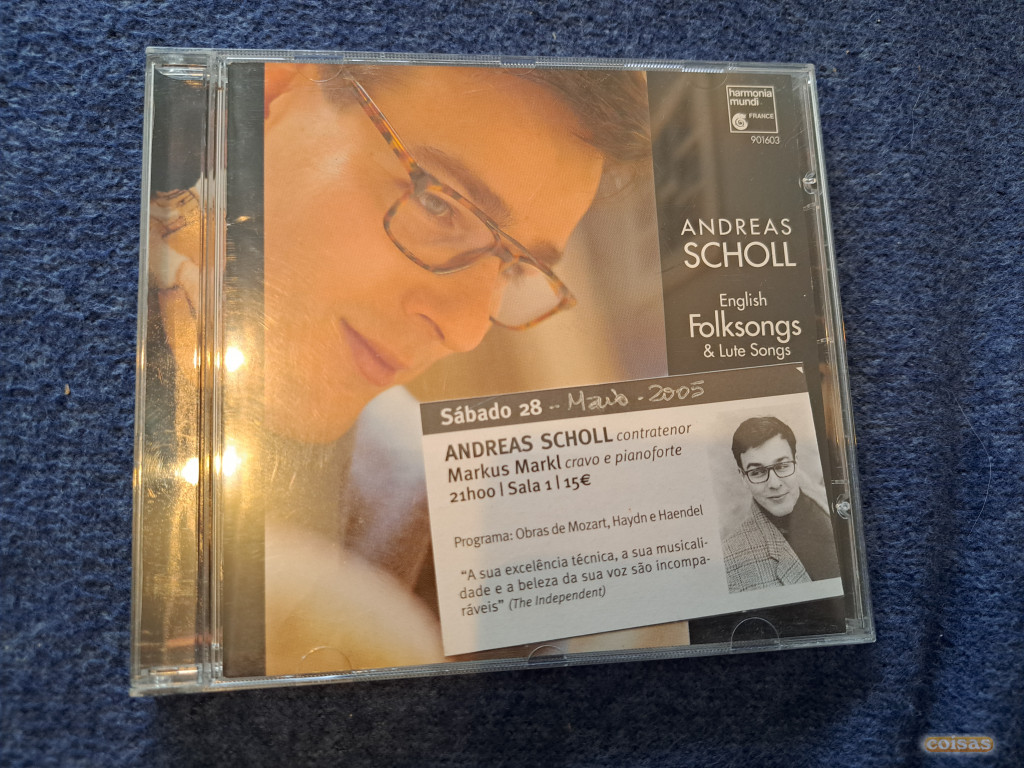 harmonia
mundi
FRANCE
901603
ANDREAS
SCHOLL
English
Folksongs
& Lute Songs
Sábado 28 -- Maio - 2005
ANDREAS SCHOLL contratenor
Markus Markl cravo e pianoforte
21h00 | Sala 1 | 15€
Programa: Obras de Mozart, Haydn e Haendel
“A sua excelência técnica, a sua musicali-
dade e a beleza da sua voz são incompa-
ráveis” (The Independent)
coisas